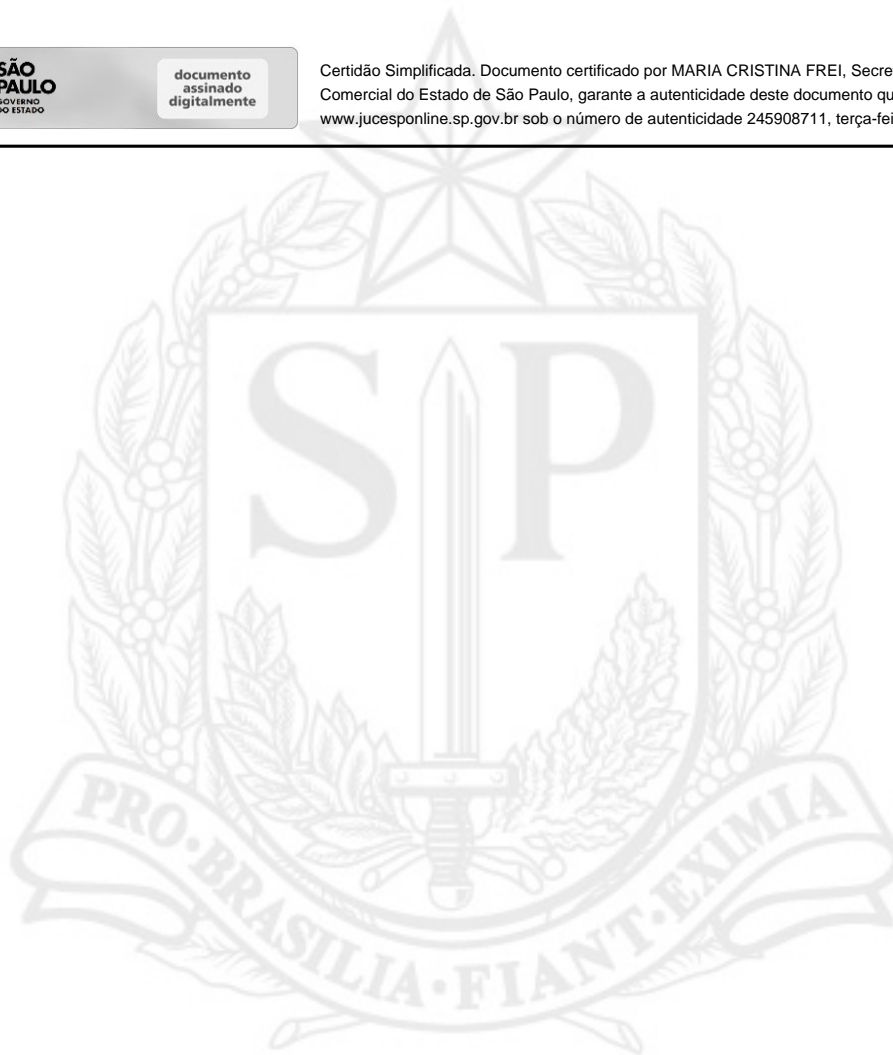 SÃO
PAULO
GOVERNO
DO ESTADO
documento
assinado
digitalmente
Certidão Simplificada. Documento certificado por MARIA CRISTINA FREI, Secre
Comercial do Estado de São Paulo, garante a autenticidade deste documento qu
www.jucesponline.sp.gov.br sob o número de autenticidade 245908711, terça-fei
S P
PRO·BRASILIA·FIANT·EXIMIA